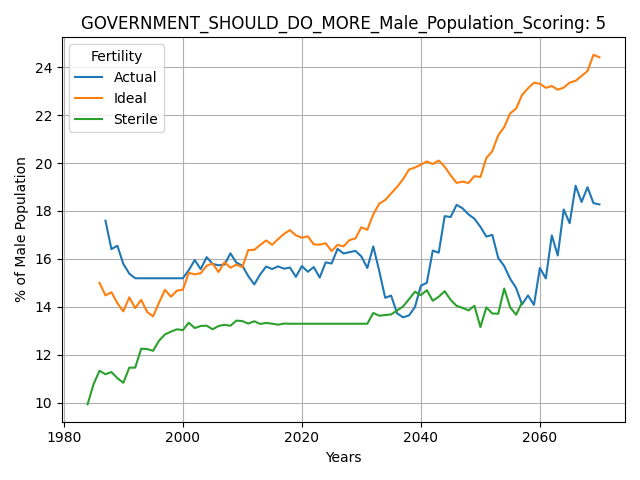 GOVERNMENT_SHOULD_DO_MORE_Male_Population_Scoring: 5
Fertility
Actual
Ideal
Sterile
% of Male Population
24
22
20
18
16
14
12
10
1980
2000
2020
2040
2060
Years